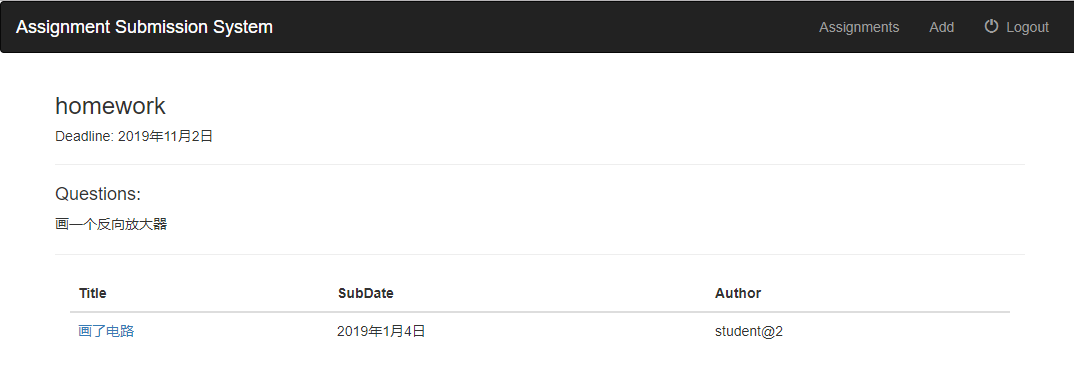 Assignment Submission System Assignments Add Logout
homework
Deadline: 2019年11月2日
Questions:
画一个反向放大器
Title SubDate Author
画了电路 2019年1月4日 student@2